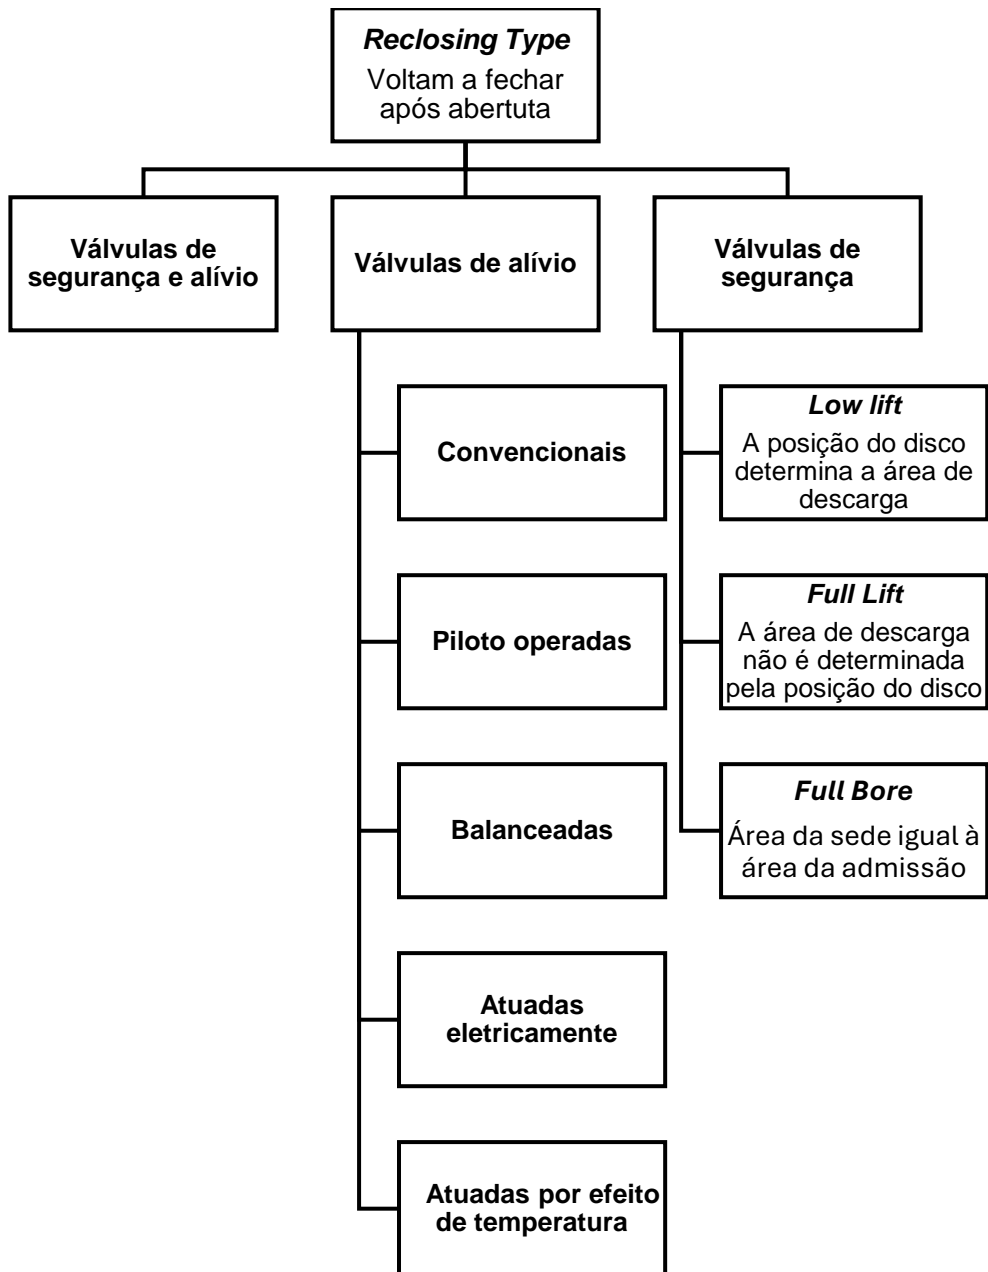 Reclosing Type
Voltam a fechar
após abertuta
Válvulas de
segurança e alívio
Válvulas de alívio
Válvulas de
segurança
Convencionais
Piloto operadas
Balanceadas
Atuadas
eletricamente
Atuadas por efeito
de temperatura
Low lift
A posição do disco
determina a área de
descarga
Full Lift
A área de descarga
não é determinada
pela posição do disco
Full Bore
Área da sede igual à
área da admissão